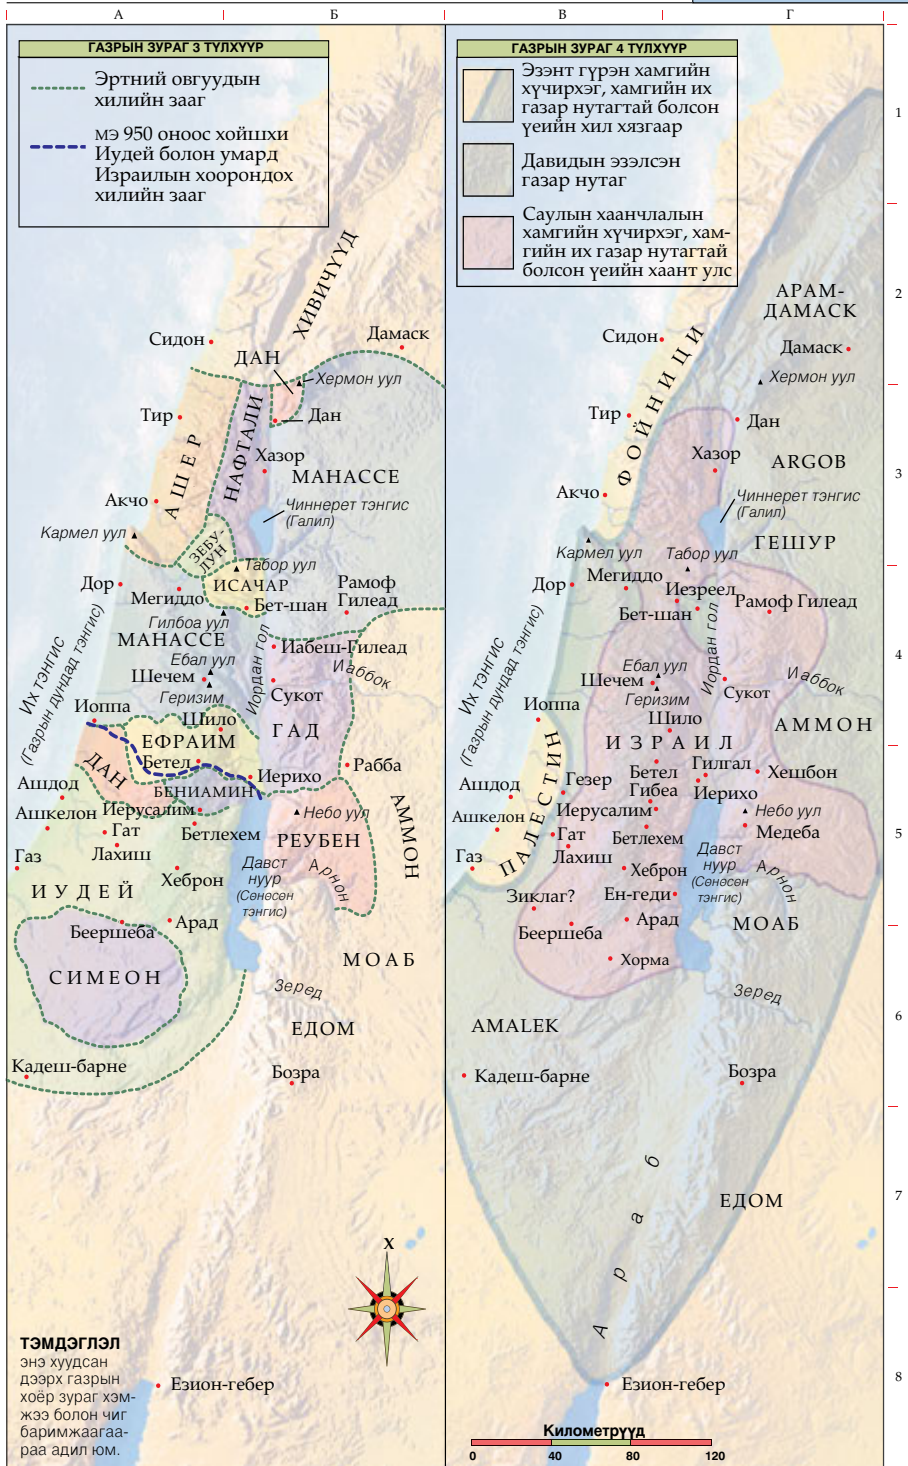 А
Б
В
Г
1
2
3
4
5
6
7
8
ГАЗРЫН ЗУРАГ 3 ТҮЛХҮҮР
Эртний овгуудын
хилийн зааг
МЭ 950 оноос хойшхи
Иудей болон умард
Израилын хоорондох
хилийн зааг
ХИВИЧҮҮД
Сидон
Дамаск
ДАН
Хермон уул
Тир
Дан
АШЕР
НАФТАЛИ
Хазор
МАНАССЕ
Акчо
Чиннерет тэнгис
(Галил)
Кармел уул
ЗЕБУ-
ЛУН
Табор уул
ИСАЧАР
Дор
Мегиддо
Бет-шан
Рамоф
Гилеад
Гилбоа уул
МАНАССЕ
Иабеш-Гилеад
Их тэнгис
(Газрын дундад тэнгис)
Ебал уул
Шечем
Геризим
Иордан гол
Иаббок
Сукот
Иоппа
Шило
ГАД
ЕФРАИМ
Бетел
ДАН
Иерихо
Рабба
БЕНИАМИН
Ашдод
Ашкелон
Иерусалим
Небо уул
АММОН
Гат
Бетлехем
РЕУБЕН
Лахиш
Газ
Давст
нуур
(Сөнөсөн
тэнгис)
Арнон
Хеброн
ИУДЕЙ
Арад
Беершеба
МОАБ
СИМЕОН
Зеред
ЕДОМ
Кадеш-барне
Бозра
Х
ТЭМДЭГЛЭЛ
энэ хуудсан
дээрх газрын
хоёр зураг хэм-
жээ болон чиг
баримжаагаа-
раа адил юм.
Езион-гебер
ГАЗРЫН ЗУРАГ 4 ТҮЛХҮҮР
Эзэнт гүрэн хамгийн
хүчирхэг, хамгийн их
газар нутагтай болсон
үеийн хил хязгаар
Давидын эзэлсэн
газар нутаг
Саулын хаанчлалын
хамгийн хүчирхэг, хам-
гийн их газар нутагтай
болсон үеийн хаант улс
АРАМ-
ДАМАСК
Сидон
Дамаск
ФОЙНИЦИ
Хермон уул
Тир
Дан
Хазор
ARGOB
Акчо
Чиннерет тэнгис
(Галил)
ГЕШУР
Кармел уул
Табор уул
Дор
Мегиддо
Иезреел
Бет-шан
Рамоф Гилеад
Их тэнгис
(Газрын дундад тэнгис)
Иордан гол
Ебал уул
Шечем
Геризим
Сукот
Иаббок
Иоппа
Шило
АММОН
ИЗРАИЛ
ПАЛЕСТИН
Ашдод
Гезер
Бетел
Гилгал
Хешбон
Гибеа
Иерихо
Ашкелон
Иерусалим
Небо уул
Гат
Бетлехем
Медеба
Газ
Лахиш
Хеброн
Давст
нуур
(Сөнөсөн
тэнгис)
Арнон
Зиклаг?
Ен-геди
Арад
МОАБ
Беершеба
Хорма
Зеред
AMALEK
Кадеш-барне
Бозра
ЕДОМ
Араб
Езион-гебер
Километрүүд
0 40 80 120